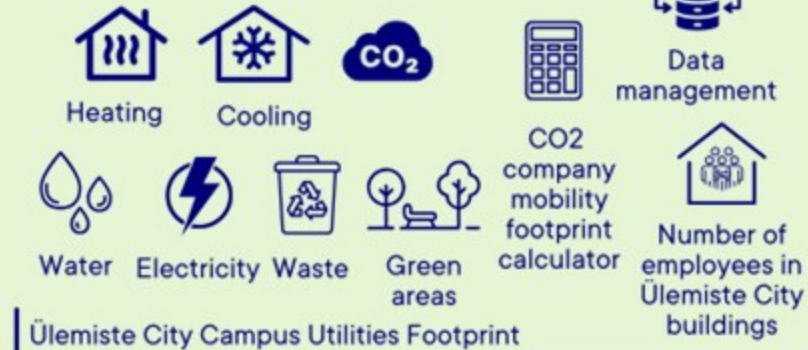 Heating
Cooling
CO₂
Water
Electricity
Waste
Green
areas
CO2
company
mobility
footprint
calculator
Data
management
Number of
employees in
Ülemiste City
buildings
Ülemiste City Campus Utilities Footprint